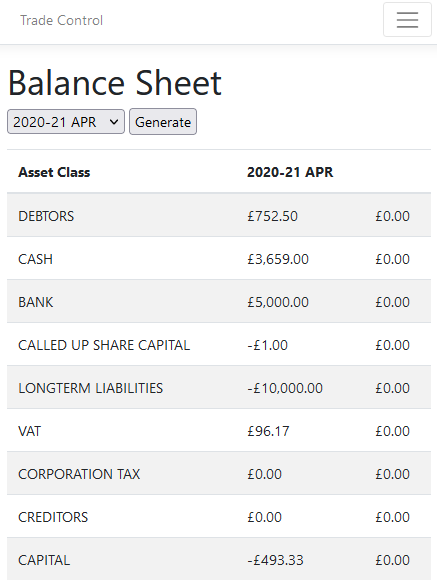 Trade Control
Balance Sheet
2020-21 APR Generate
Asset Class 2020-21 APR
DEBTORS £752.50 £0.00
CASH £3,659.00 £0.00
BANK £5,000.00 £0.00
CALLED UP SHARE CAPITAL -£1.00 £0.00
LONGTERM LIABILITIES -£10,000.00 £0.00
VAT £96.17 £0.00
CORPORATION TAX £0.00 £0.00
CREDITORS £0.00 £0.00
CAPITAL -£493.33 £0.00